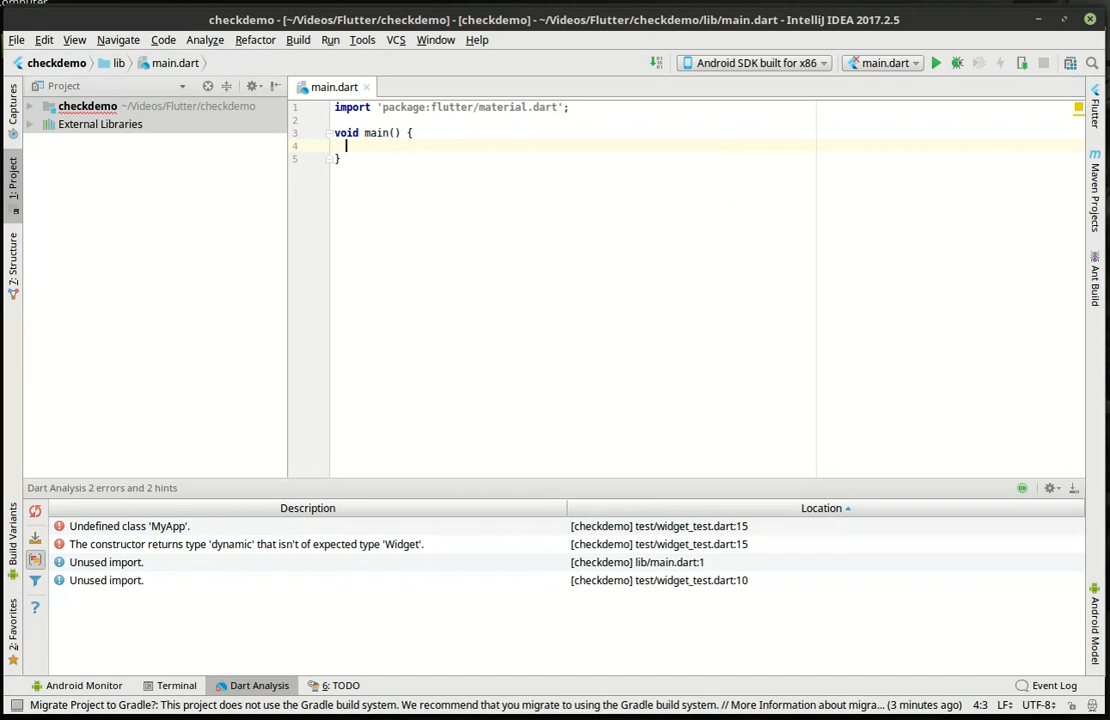 checkdemo - [~/Videos/Flutter/checkdemo] - [checkdemo] - ~/Videos/Flutter/checkdemo/lib/main.dart - IntelliJ IDEA 2017.2.5
File Edit View Navigate Code Analyze Refactor Build Run Tools VCS Window Help
checkdemo lib main.dart Android SDK built for x86 main.dart
Project main.dart
checkdemo ~/Videos/Flutter/checkdemo
External Libraries
1 import 'package:flutter/material.dart';
2
3 void main() {
4
5 }
Captures
1: Project
7: Structure
Build Variants
2: Favorites
Flutter
Maven Projects
Ant Build
Android Model
Dart Analysis 2 errors and 2 hints
Description Location
Undefined class 'MyApp'. [checkdemo] test/widget_test.dart:15
The constructor returns type 'dynamic' that isn't of expected type 'Widget'. [checkdemo] test/widget_test.dart:15
Unused import. [checkdemo] lib/main.dart:1
Unused import. [checkdemo] test/widget_test.dart:10
Android Monitor Terminal Dart Analysis 6: TODO Event Log
Migrate Project to Gradle?: This project does not use the Gradle build system. We recommend that you migrate to using the Gradle build system. // More Information about migra... (3 minutes ago) 4:3 LF÷ UTF-8÷